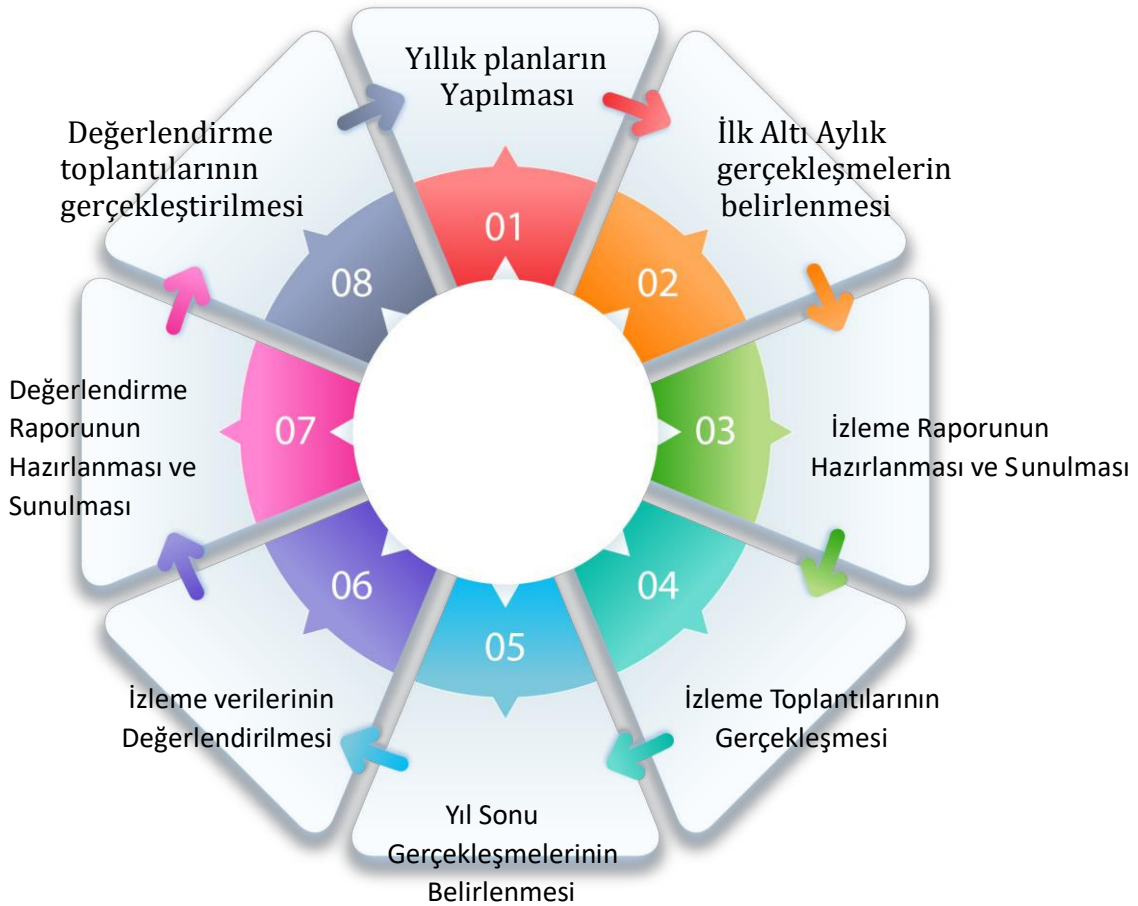 01
Yıllık planların
Yapılması
02
İlk Altı Aylık
gerçekleşmelerin
belirlenmesi
03
İzleme Raporunun
Hazırlanması ve Sunulması
04
İzleme Toplantılarının
Gerçekleşmesi
05
Yıl Sonu
Gerçekleşmelerinin
Belirlenmesi
06
İzleme verilerinin
Değerlendirilmesi
07
Değerlendirme
Raporunun
Hazırlanması ve
Sunulması
08
Değerlendirme
toplantılarının
gerçekleştirilmesi